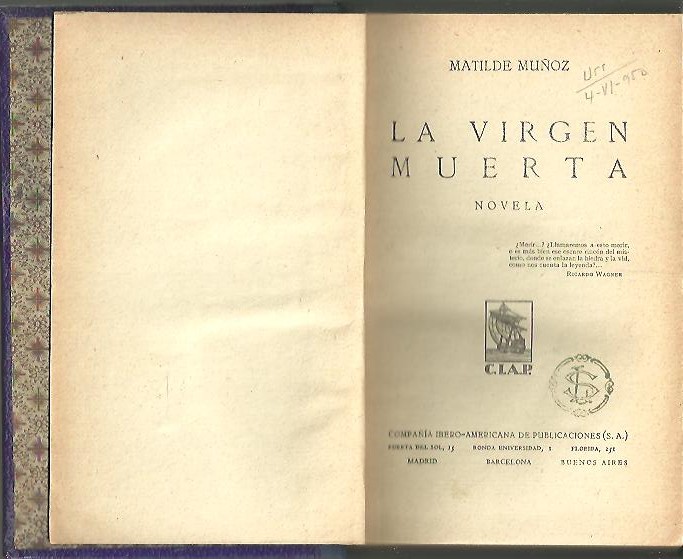 MATILDE MUÑOZ
4-VI-950
LA VIRGEN
MUERTA
NOVELA
¿Morir...? ¿Llamaremos a esto morir,
o es más bien ese oscuro rincón del mis-
terio, donde se enlazan la hiedra y la vid,
como nos cuenta la leyenda?...
RICARDO WAGNER
C.I.A.P.
COMPAÑÍA IBERO-AMERICANA DE PUBLICACIONES (S. A.)
PUERTA DEL SOL, 15 RONDA UNIVERSIDAD, 1 FLORIDA, 251
MADRID BARCELONA BUENOS AIRES